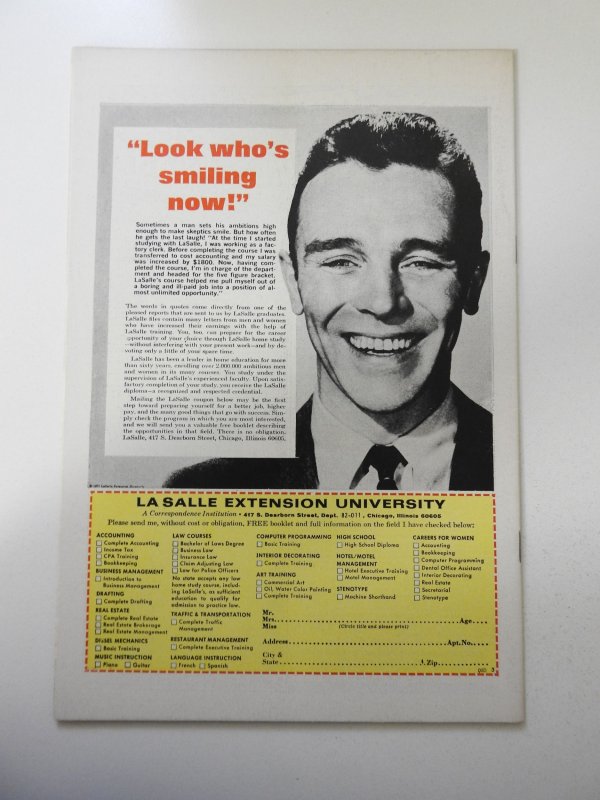 “Look who’s
smiling
now!”
Sometimes a man sets his ambitions high
enough to make skeptics smile. But how often
he gets the last laugh! “At the time I started
studying with LaSalle, I was working as a fac-
tory clerk. Before completing the course I was
transferred to cost accounting and my salary
was increased by $1800. Now, having com-
pleted the course, I’m in charge of the depart-
ment and headed for the five figure bracket.
LaSalle’s course helped me pull myself out of
a boring and ill-paid job into a position of al-
most unlimited opportunity.”
The words in quotes come directly from one of the
pleased reports that are sent to us by LaSalle graduates.
LaSalle files contain many letters from men and women
who have increased their earnings with the help of
LaSalle training. You, too, can prepare for the career
opportunity of your choice through LaSalle home study
—without interfering with your present work—and by de-
voting only a little of your spare time.
LaSalle has been a leader in home education for more
than sixty years, enrolling over 2,000,000 ambitious men
and women in its many courses. You study under the
supervision of LaSalle’s experienced faculty. Upon satis-
factory completion of your study, you receive the LaSalle
diploma—a recognized and respected credential.
Mailing the LaSalle coupon below may be the first
step toward preparing yourself for a better job, higher
pay, and the many good things that go with success. Sim-
ply check the program in which you are most interested,
and we will send you a valuable free booklet describing
the opportunities in that field. There is no obligation.
LaSalle, 417 S. Dearborn Street, Chicago, Illinois 60605.
LA SALLE EXTENSION UNIVERSITY
A Correspondence Institution • 417 S. Dearborn Street, Dept. 82-011, Chicago, Illinois 60605
Please send me, without cost or obligation, FREE booklet and full information on the field I have checked below:
ACCOUNTING
Complete Accounting
Income Tax
CPA Training
Bookkeeping
BUSINESS MANAGEMENT
Introduction to
Business Management
DRAFTING
Complete Drafting
REAL ESTATE
Complete Real Estate
Real Estate Brokerage
Real Estate Management
DIESEL MECHANICS
Basic Training
MUSIC INSTRUCTION
Piano Guitar
LAW COURSES
Bachelor of Laws Degree
Business Law
Insurance Law
Claim Adjusting Law
Law for Police Officers
No state accepts any law
home study course, includ-
ing LaSalle’s, as sufficient
education to qualify for
admission to practice law.
TRAFFIC & TRANSPORTATION
Complete Traffic
Management
RESTAURANT MANAGEMENT
Complete Executive Training
LANGUAGE INSTRUCTION
French Spanish
COMPUTER PROGRAMMING
Basic Training
INTERIOR DECORATING
Complete Training
ART TRAINING
Commercial Art
Oil, Water Color Painting
Complete Training
HIGH SCHOOL
High School Diploma
HOTEL/MOTEL
MANAGEMENT
Hotel Executive Training
Motel Management
STENOTYPE
Machine Shorthand
CAREERS FOR WOMEN
Accounting
Bookkeeping
Computer Programming
Dental Office Assistant
Interior Decorating
Real Estate
Secretarial
Stenotype
Mr.
Mrs.
Miss
(Circle title and please print)
Age
Address
Apt.No.
City &
State
Zip
3